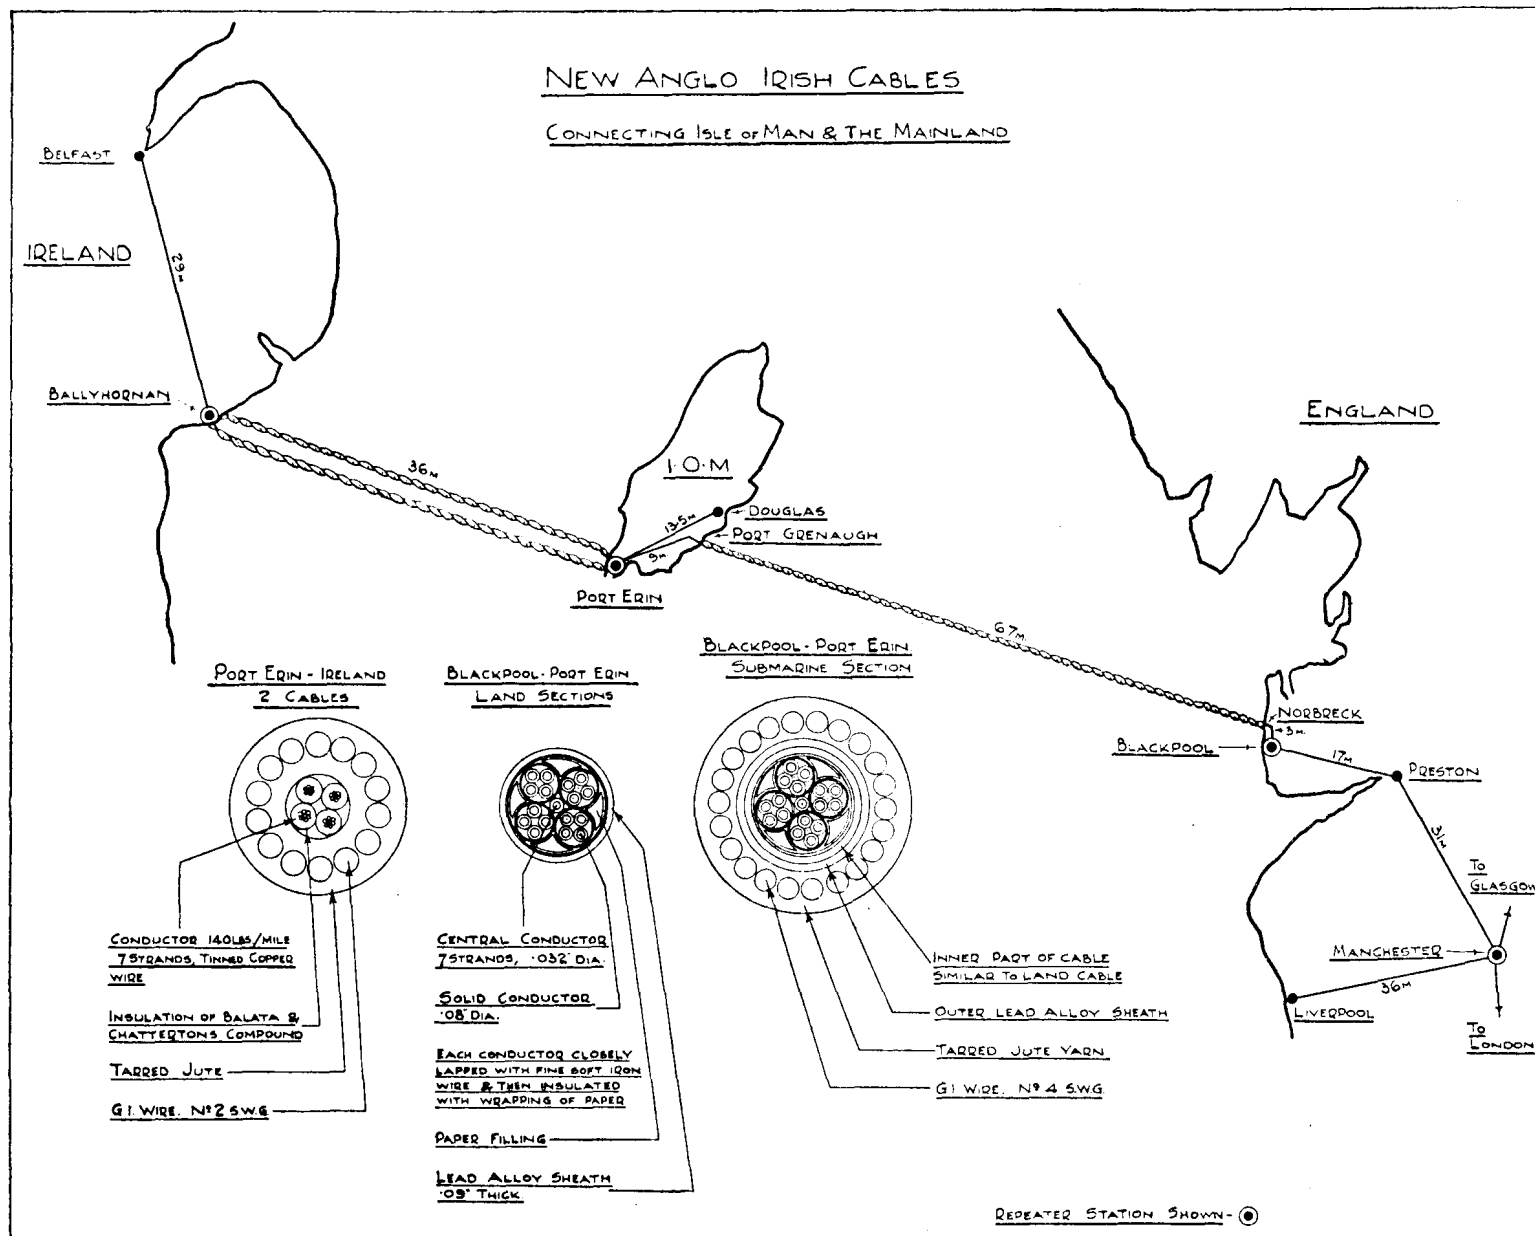 NEW ANGLO IRISH CABLES
CONNECTING ISLE OF MAN & THE MAINLAND
BELFAST
IRELAND
29M
BALLYHORNAN
ENGLAND
36M
I.O.M
13.5M
DOUGLAS
PORT GRENAUGH
9M
PORT ERIN
67M.
NORBRECK
3M.
BLACKPOOL
17M
PRESTON
31M
TO
GLASGOW
MANCHESTER
36M
LIVERPOOL
TO
LONDON
PORT ERIN - IRELAND
2 CABLES
CONDUCTOR 140LBS/MILE
7 STRANDS, TINNED COPPER
WIRE
INSULATION OF BALATA &
CHATTERTONS COMPOUND
TARRED JUTE
G.I. WIRE. Nº 2 S.W.G
BLACKPOOL - PORT ERIN
LAND SECTIONS
CENTRAL CONDUCTOR
7 STRANDS, .032" DIA.
SOLID CONDUCTOR
.08" DIA.
EACH CONDUCTOR CLOSELY
LAPPED WITH FINE SOFT IRON
WIRE & THEN INSULATED
WITH WRAPPING OF PAPER
PAPER FILLING
LEAD ALLOY SHEATH
.09" THICK.
BLACKPOOL - PORT ERIN
SUBMARINE SECTION
INNER PART OF CABLE
SIMILAR TO LAND CABLE
OUTER LEAD ALLOY SHEATH
TARRED JUTE YARN
G.I. WIRE. Nº 4 S.W.G.
REPEATER STATION SHOWN -